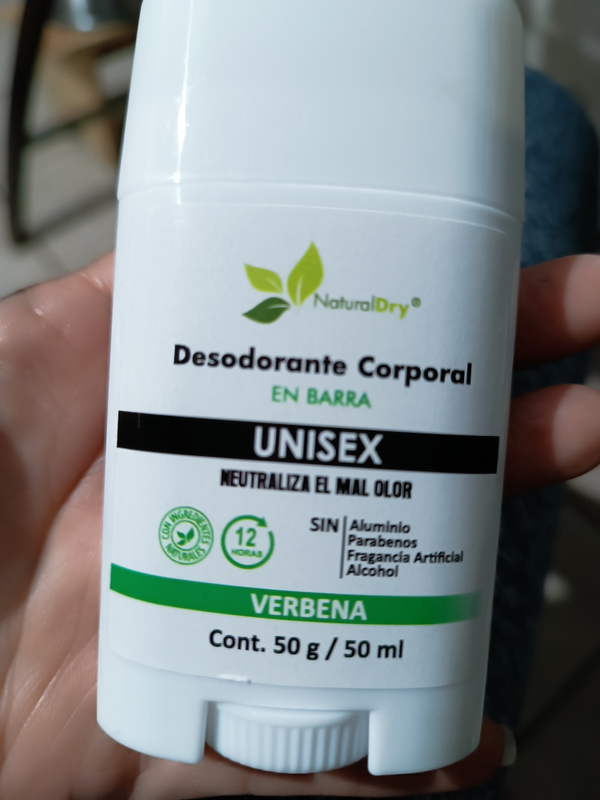 NaturalDry®
Desodorante Corporal
EN BARRA
UNISEX
NEUTRALIZA EL MAL OLOR
CON INGREDIENTES
NATURALES
12
HORAS
SIN
Aluminio
Parabenos
Fragancia Artificial
Alcohol
VERBENA
Cont. 50 g / 50 ml